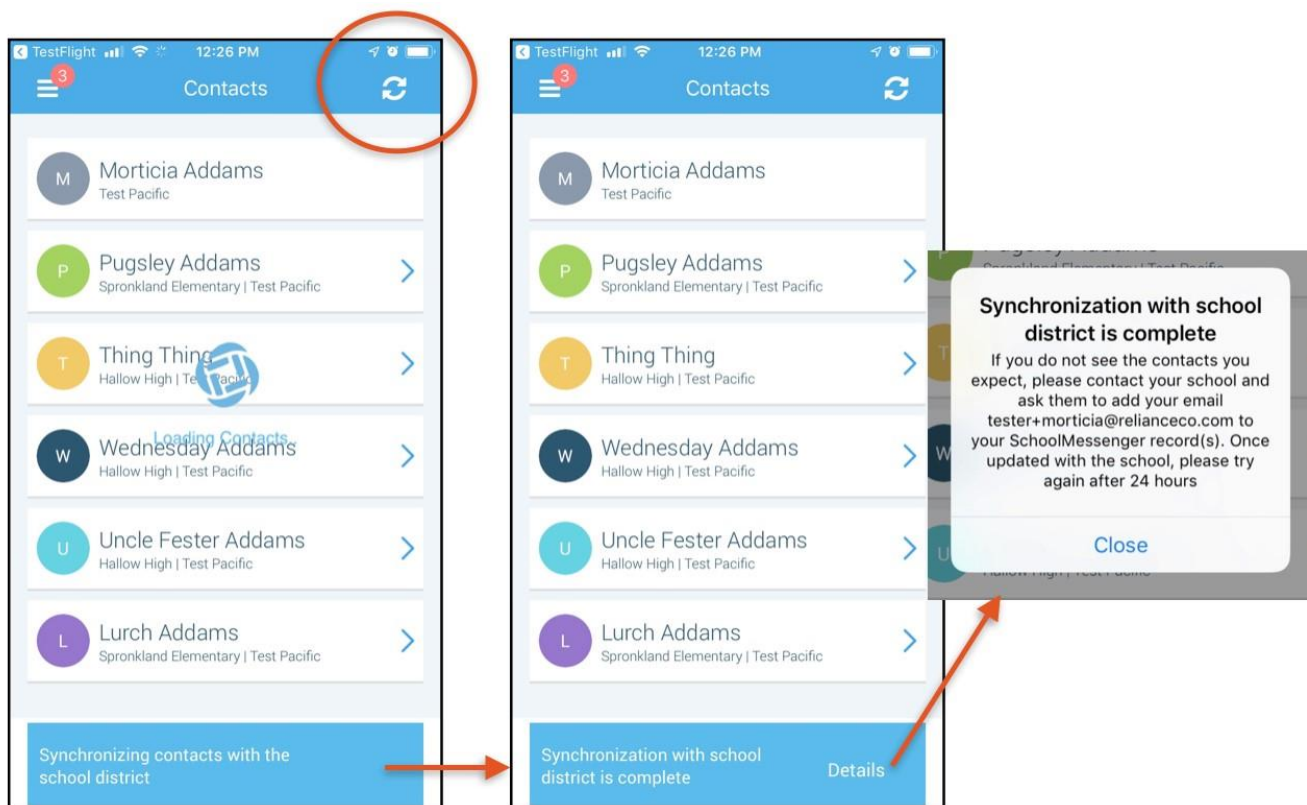 TestFlight 12:26 PM
3
Contacts
M
Morticia Addams
Test Pacific
P
Pugsley Addams
Spronkland Elementary | Test Pacific
T
Thing Thing
Hallow High | Test Pacific
Loading Contacts..
W
Wednesday Addams
Hallow High | Test Pacific
U
Uncle Fester Addams
Hallow High | Test Pacific
L
Lurch Addams
Spronkland Elementary | Test Pacific
Synchronizing contacts with the
school district
TestFlight 12:26 PM
3
Contacts
M
Morticia Addams
Test Pacific
P
Pugsley Addams
Spronkland Elementary | Test Pacific
T
Thing Thing
Hallow High | Test Pacific
W
Wednesday Addams
Hallow High | Test Pacific
U
Uncle Fester Addams
Hallow High | Test Pacific
L
Lurch Addams
Spronkland Elementary | Test Pacific
Synchronization with school
district is complete
Details
Synchronization with school
district is complete
If you do not see the contacts you
expect, please contact your school and
ask them to add your email
tester+morticia@relianceco.com to
your SchoolMessenger record(s). Once
updated with the school, please try
again after 24 hours
Close